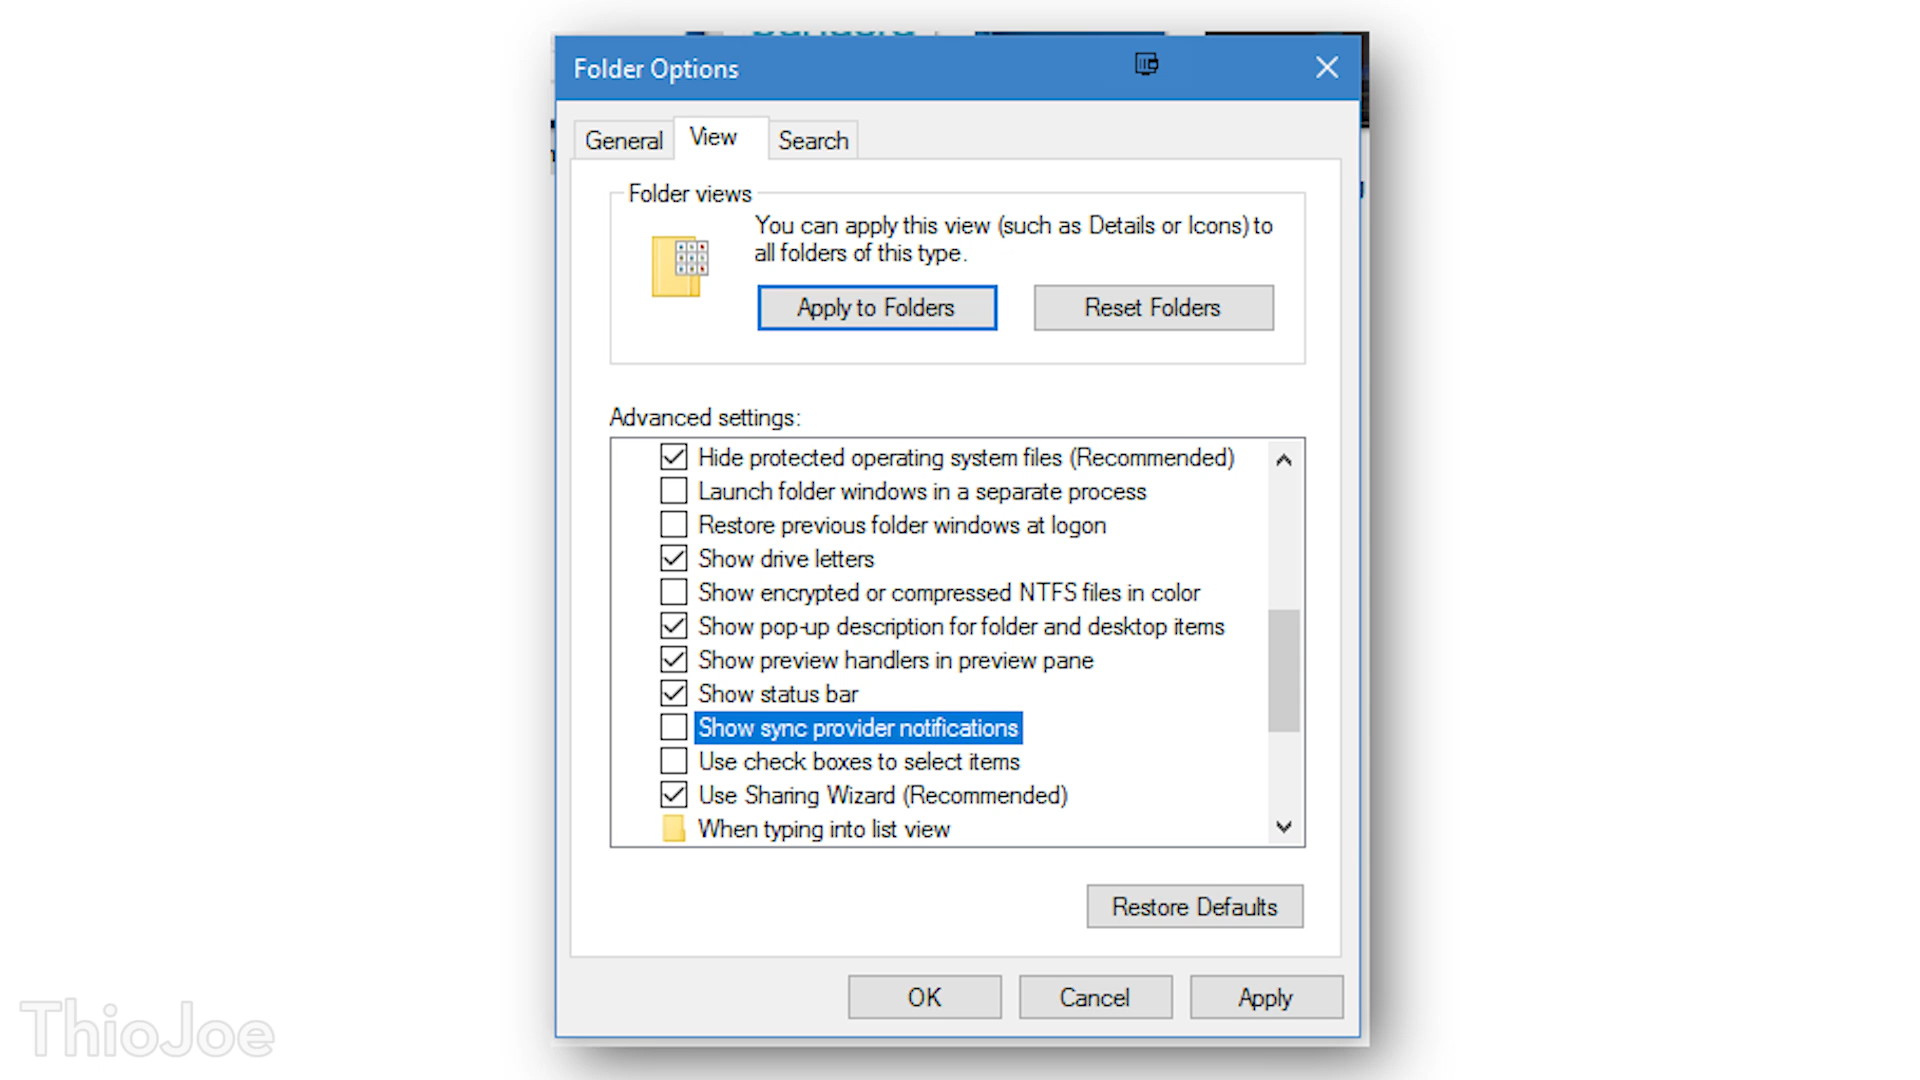 Folder Options
General
View
Search
Folder views
You can apply this view (such as Details or Icons) to
all folders of this type.
Apply to Folders
Reset Folders
Advanced settings:
Hide protected operating system files (Recommended)
Launch folder windows in a separate process
Restore previous folder windows at logon
Show drive letters
Show encrypted or compressed NTFS files in color
Show pop-up description for folder and desktop items
Show preview handlers in preview pane
Show status bar
Show sync provider notifications
Use check boxes to select items
Use Sharing Wizard (Recommended)
When typing into list view
Restore Defaults
OK
Cancel
Apply
ThioJoe